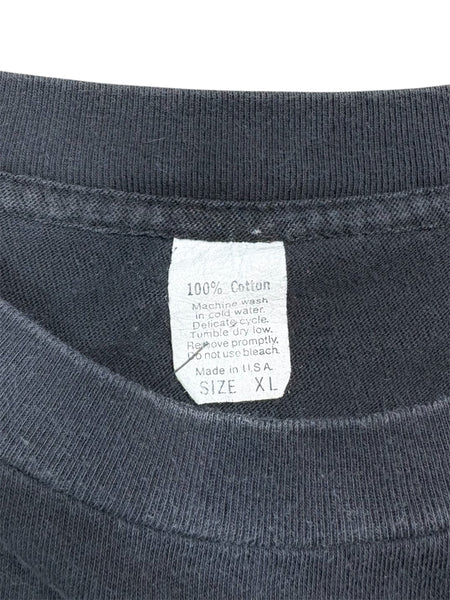 100% Cotton
Machine wash
in cold water.
Delicate cycle.
Tumble dry low.
Remove promptly.
Do not use bleach.
Made in U.S.A.
SIZE XL